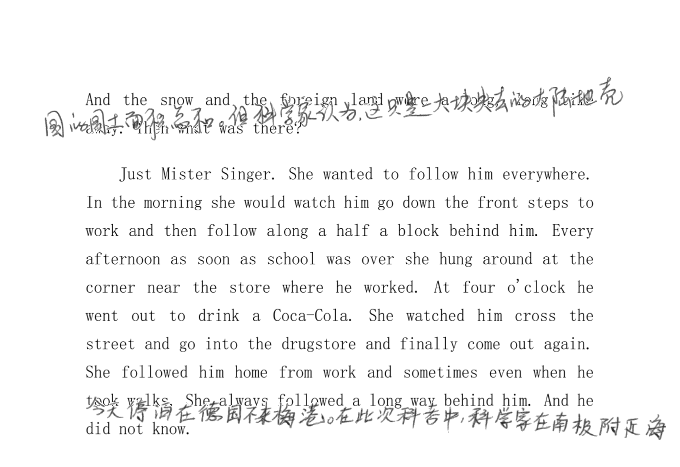 And the snow and the foreign land were a long, long way
国的国土面积总和。但科学家认为,这只是一大块失去的大陆坦克
away. Then what was there?
Just Mister Singer. She wanted to follow him everywhere.
In the morning she would watch him go down the front steps to
work and then follow along a half a block behind him. Every
afternoon as soon as school was over she hung around at the
corner near the store where he worked. At four o'clock he
went out to drink a Coca-Cola. She watched him cross the
street and go into the drugstore and finally come out again.
She followed him home from work and sometimes even when he
took walks. She always followed a long way behind him. And he
今天停泊在德国不来梅港。在此次科考中,科学家在南极附近海
did not know.